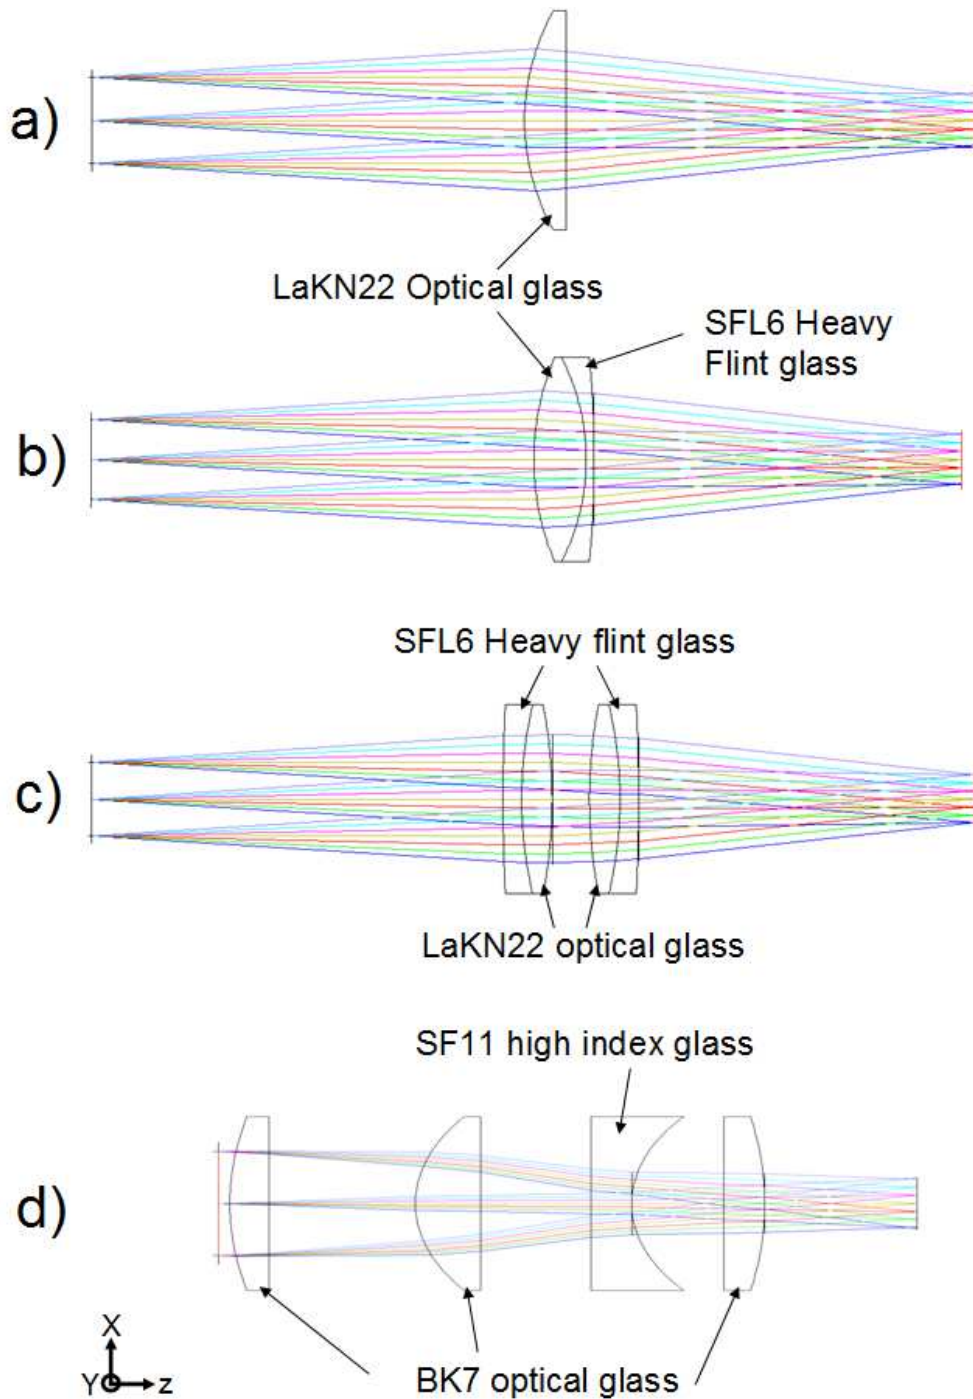 a)
LaKN22 Optical glass
SFL6 Heavy
Flint glass
b)
SFL6 Heavy flint glass
c)
LaKN22 optical glass
SF11 high index glass
d)
X
Y
z
BK7 optical glass